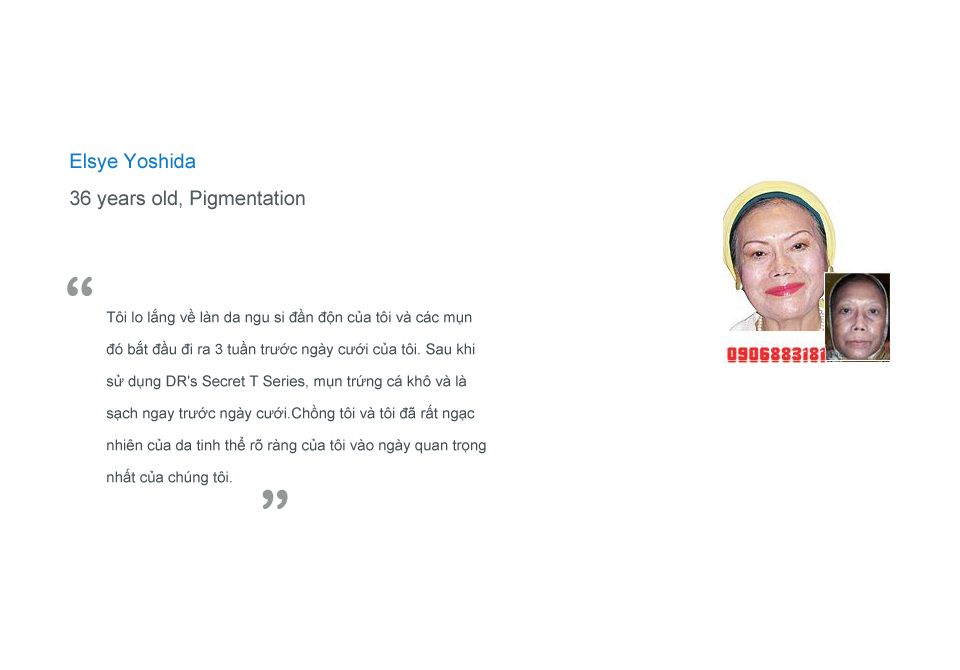 Elsye Yoshida
36 years old, Pigmentation
“
Tôi lo lắng về làn da ngu si đần độn của tôi và các mụn
đó bắt đầu đi ra 3 tuần trước ngày cưới của tôi. Sau khi
sử dụng DR's Secret T Series, mụn trứng cá khô và là
sạch ngay trước ngày cưới.Chồng tôi và tôi đã rất ngạc
nhiên của da tinh thể rõ ràng của tôi vào ngày quan trọng
nhất của chúng tôi.
”